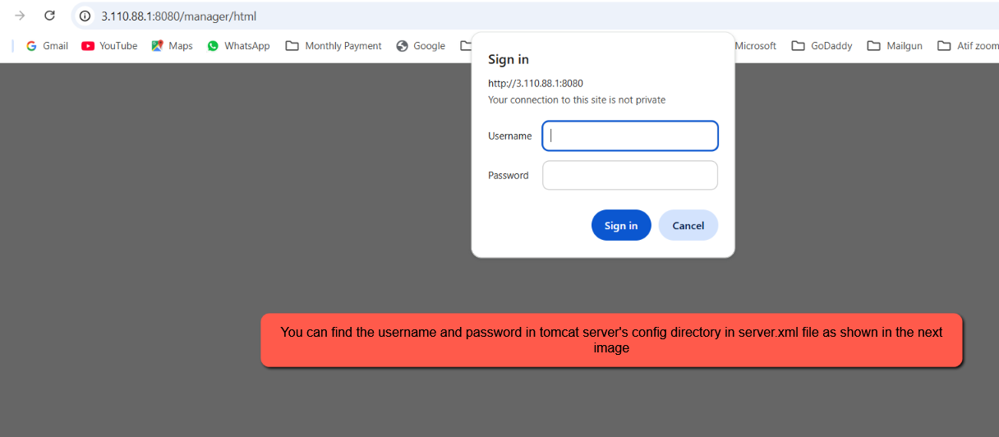 3.110.88.1:8080/manager/html
Gmail YouTube Maps WhatsApp Monthly Payment Google Microsoft GoDaddy Mailgun Atif zoom
Sign in
http://3.110.88.1:8080
Your connection to this site is not private
Username
Password
Sign in Cancel
You can find the username and password in tomcat server's config directory in server.xml file as shown in the next
image